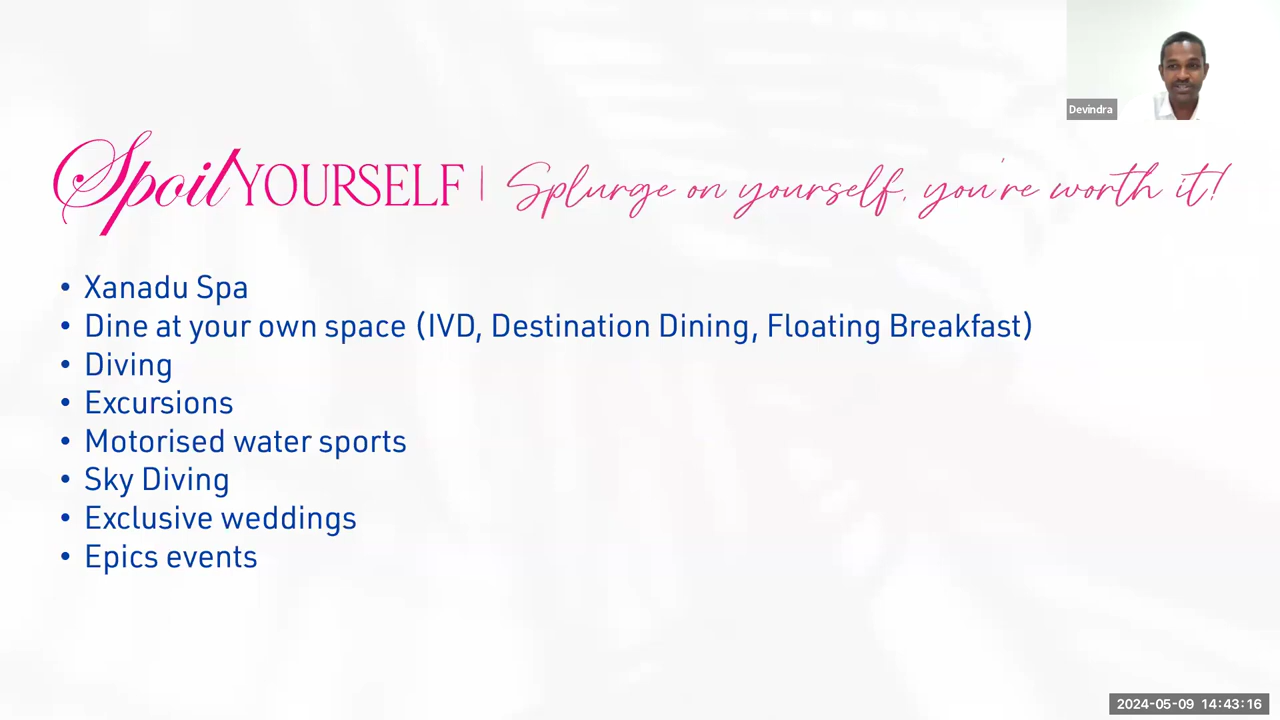 Devindra
Spoil YOURSELF | Splurge on yourself, you're worth it!
• Xanadu Spa
• Dine at your own space (IVD, Destination Dining, Floating Breakfast)
• Diving
• Excursions
• Motorised water sports
• Sky Diving
• Exclusive weddings
• Epics events
2024-05-09 14:43:16